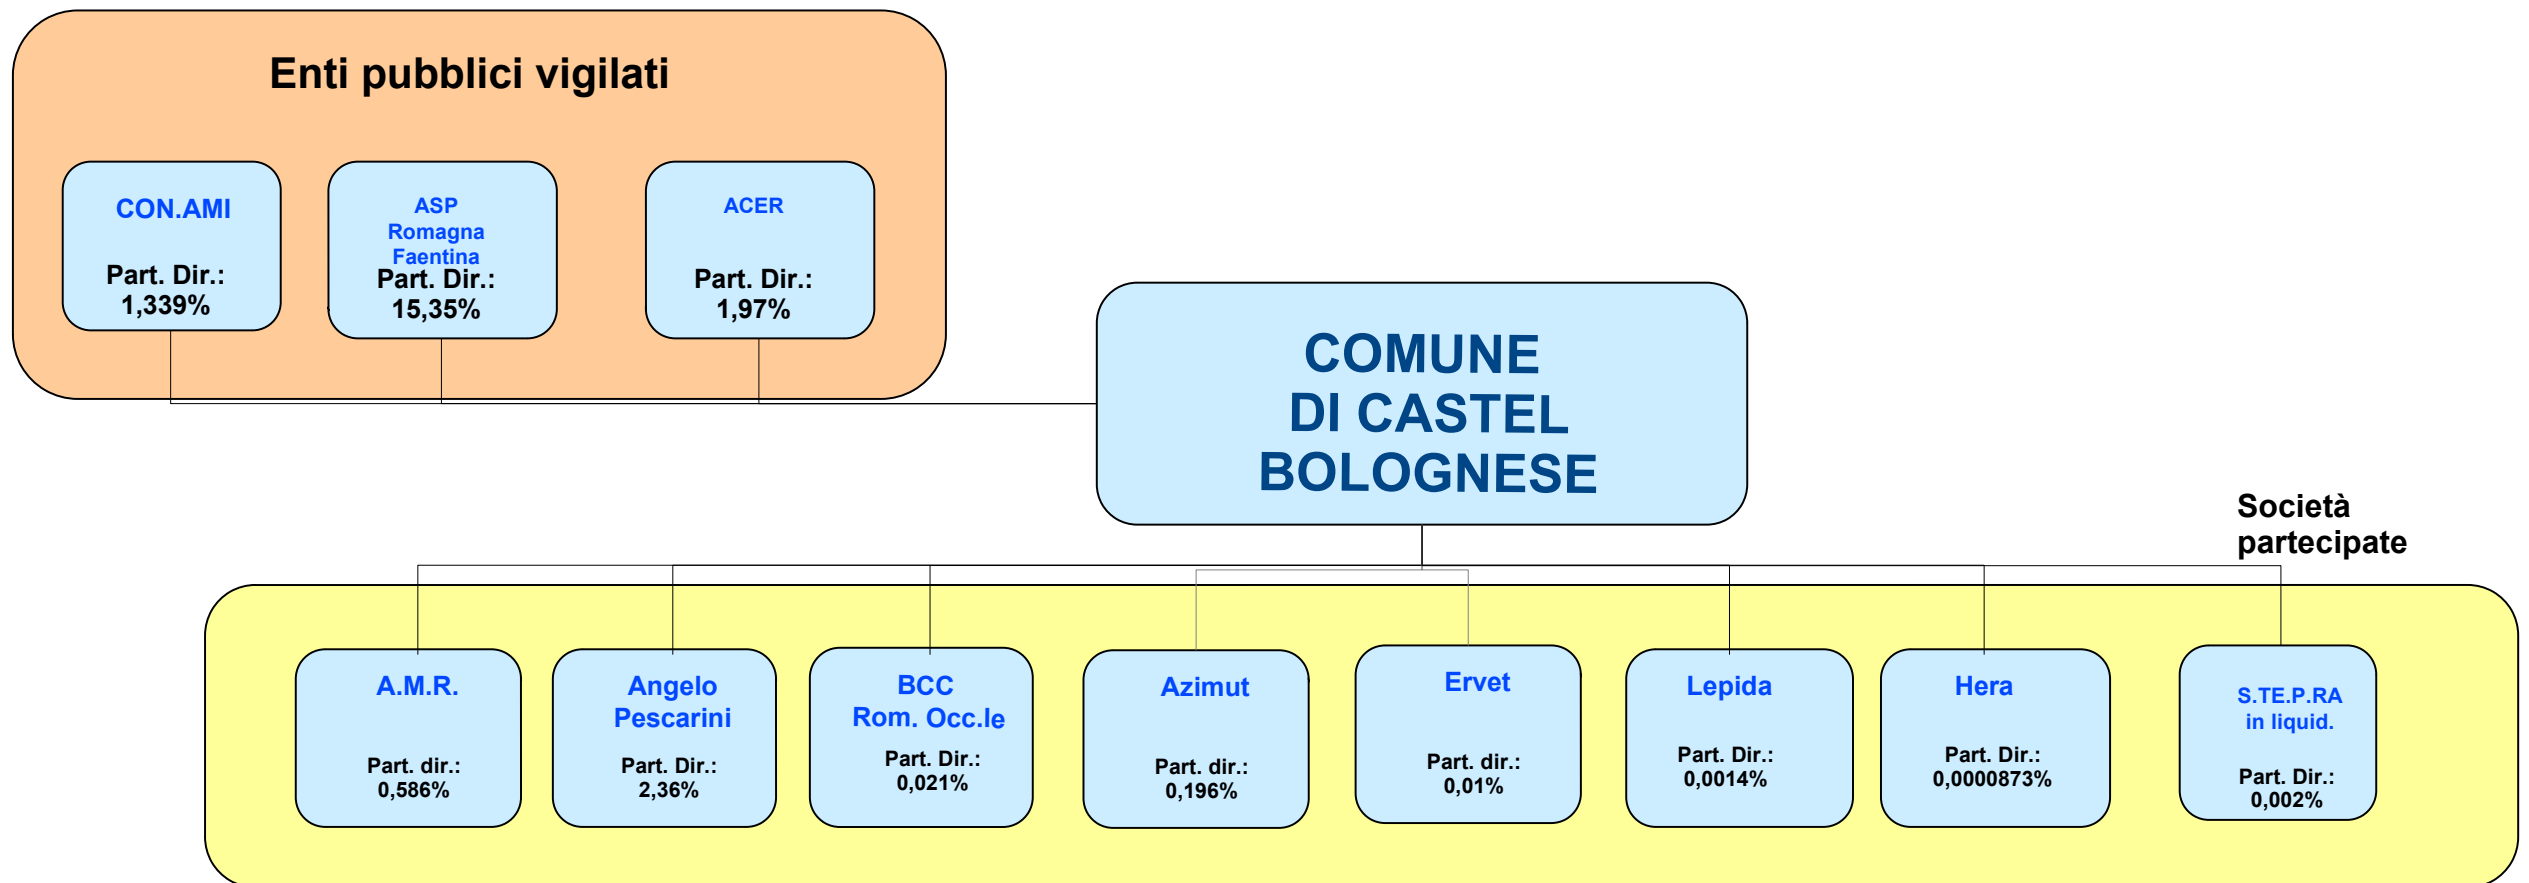 Enti pubblici vigilati
CON.AMI
Part. Dir.:
1,339%
ASP
Romagna
Faentina
Part. Dir.:
15,35%
ACER
Part. Dir.:
1,97%
COMUNE
DI CASTEL
BOLOGNESE
Società
partecipate
A.M.R.
Part. dir.:
0,586%
Angelo
Pescarini
Part. Dir.:
2,36%
BCC
Rom. Occ.le
Part. Dir.:
0,021%
Azimut
Part. dir.:
0,196%
Ervet
Part. dir.:
0,01%
Lepida
Part. Dir.:
0,0014%
Hera
Part. Dir.:
0,0000873%
S.TE.P.RA
in liquid.
Part. Dir.:
0,002%